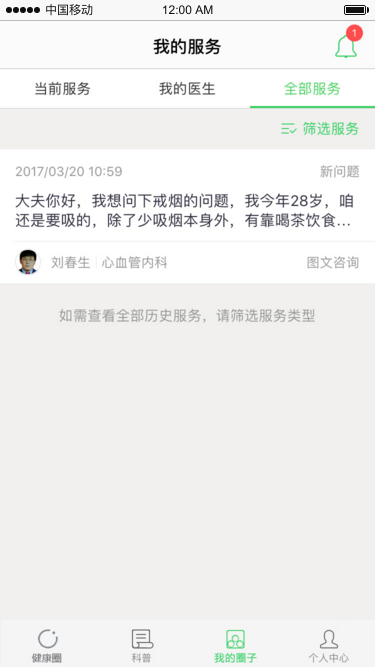 中国移动 12:00 AM
我的服务
1
当前服务 我的医生 全部服务
筛选服务
2017/03/20 10:59 新问题
大夫你好，我想问下戒烟的问题，我今年28岁，咱
还是要吸的，除了少吸烟本身外，有靠喝茶饮食...
刘春生 心血管内科 图文咨询
如需查看全部历史服务，请筛选服务类型
健康圈 科普 我的圈子 个人中心